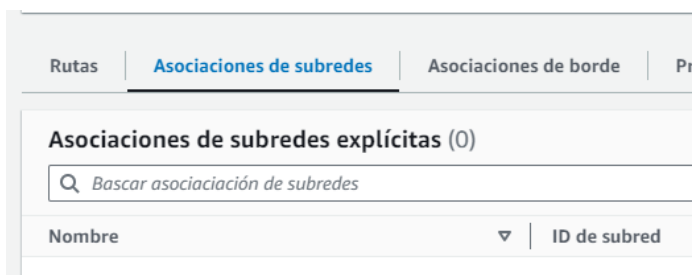 Rutas Asociaciones de subredes Asociaciones de borde Pr
Asociaciones de subredes explícitas (0)
Bascar asociaciación de subredes
Nombre ID de subred